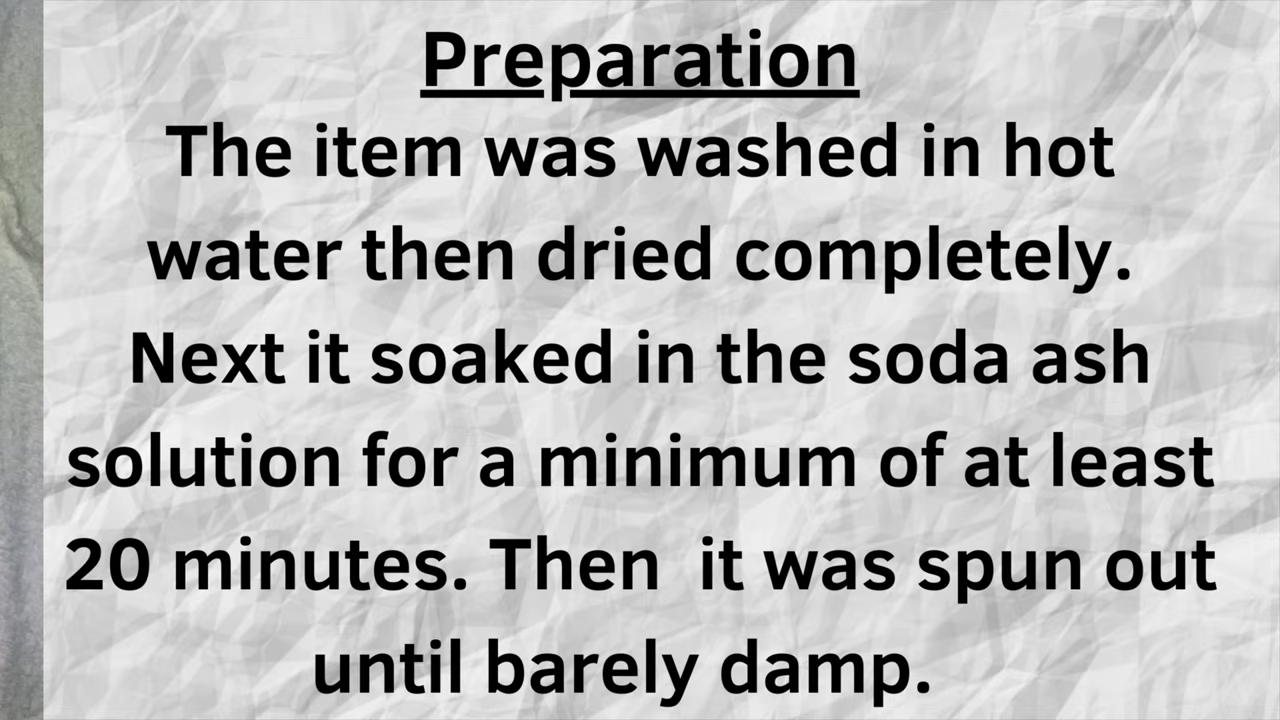 Preparation
The item was washed in hot
water then dried completely.
Next it soaked in the soda ash
solution for a minimum of at least
20 minutes. Then  it was spun out
until barely damp.